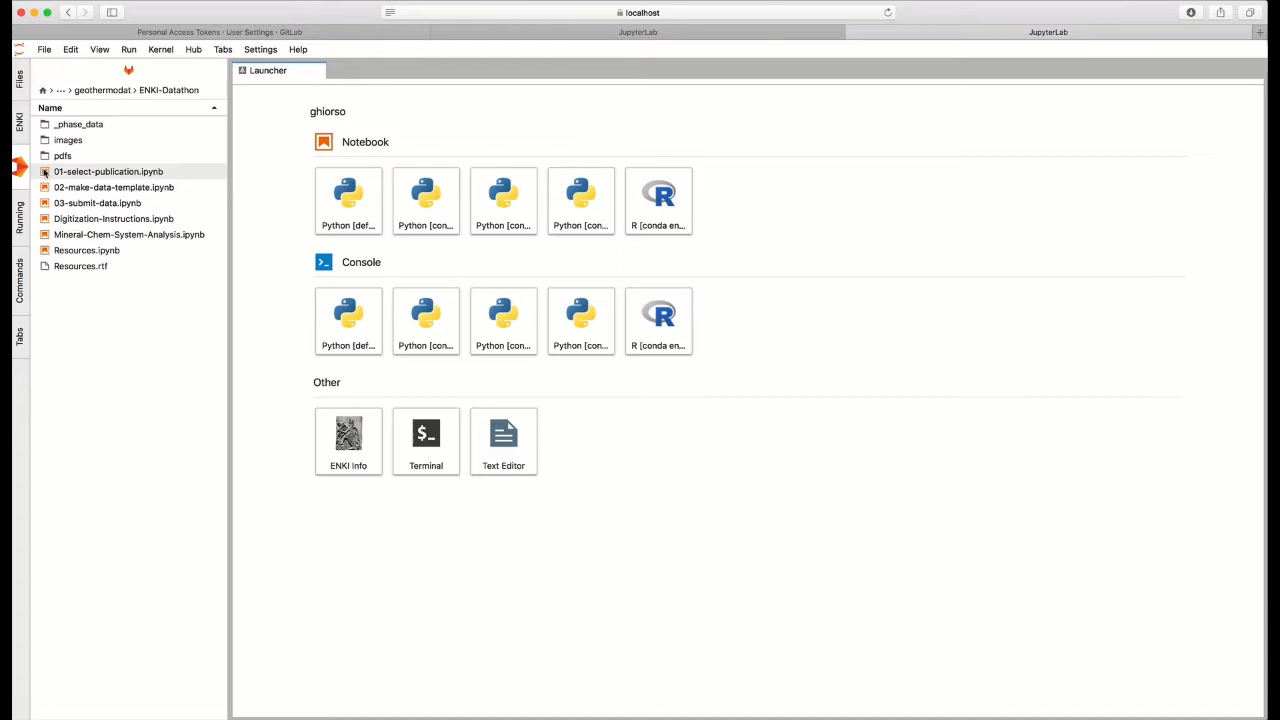 localhost
Personal Access Tokens · User Settings · GitLab
JupyterLab
JupyterLab
File Edit View Run Kernel Hub Tabs Settings Help
Files
ENKI
Running
Commands
Tabs
> ··· > geothermodat > ENKI-Datathon
Name
_phase_data
images
pdfs
01-select-publication.ipynb
02-make-data-template.ipynb
03-submit-data.ipynb
Digitization-Instructions.ipynb
Mineral-Chem-System-Analysis.ipynb
Resources.ipynb
Resources.rtf
Launcher
ghiorso
Notebook
Python [def...
Python [con...
Python [con...
Python [con...
R [conda en...
Console
Python [def...
Python [con...
Python [con...
Python [con...
R [conda en...
Other
ENKI Info
$_
Terminal
Text Editor